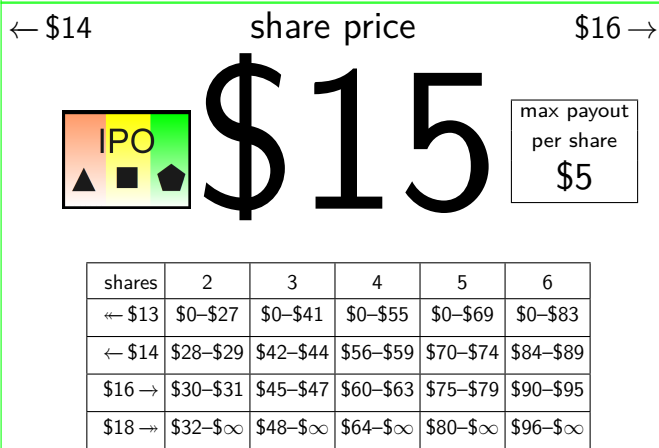 ← $14 share price $16 →
IPO
$15
max payout
per share
$5
shares 2 3 4 5 6
↞ $13 $0–$27 $0–$41 $0–$55 $0–$69 $0–$83
← $14 $28–$29 $42–$44 $56–$59 $70–$74 $84–$89
$16 → $30–$31 $45–$47 $60–$63 $75–$79 $90–$95
$18 ↠ $32–$∞ $48–$∞ $64–$∞ $80–$∞ $96–$∞